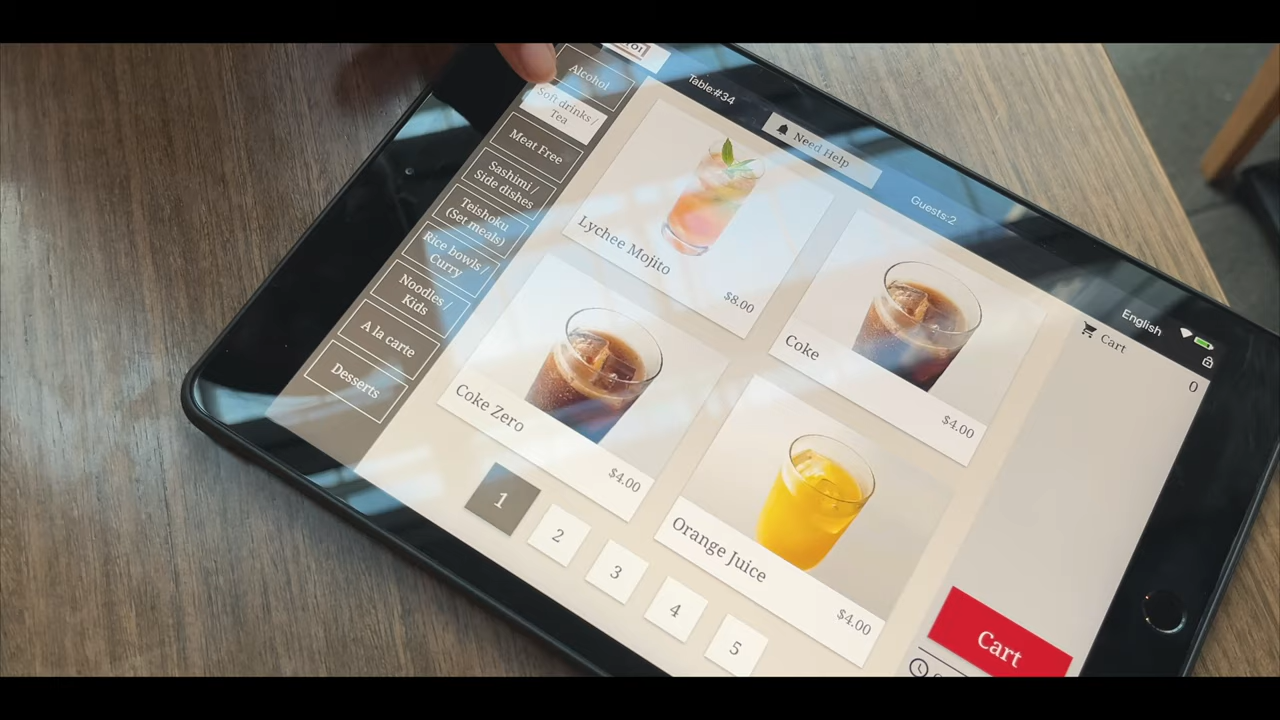 Table:#34
Need Help
Guests:2
English
Alcohol
Soft drinks /
Tea
Meat Free
Sashimi /
Side dishes
Teishoku
(Set meals)
Rice bowls /
Curry
Noodles /
Kids
A la carte
Desserts
Lychee Mojito
$8.00
Coke
$4.00
Coke Zero
$4.00
Orange Juice
$4.00
1
2
3
4
5
Cart
0
Cart